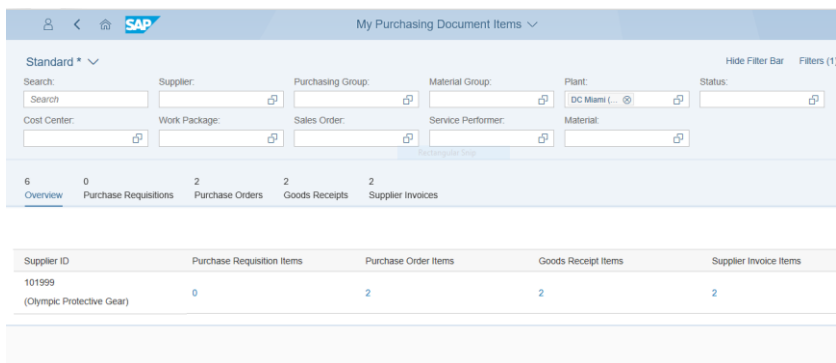 SAP
My Purchasing Document Items
Standard *
Hide Filter Bar Filters (1)
Search: Supplier: Purchasing Group: Material Group: Plant: Status:
Search DC Miami (...
Cost Center: Work Package: Sales Order: Service Performer: Material:
Rectangular Snip
6 0 2 2 2
Overview Purchase Requisitions Purchase Orders Goods Receipts Supplier Invoices
Supplier ID Purchase Requisition Items Purchase Order Items Goods Receipt Items Supplier Invoice Items
101999
(Olympic Protective Gear) 0 2 2 2